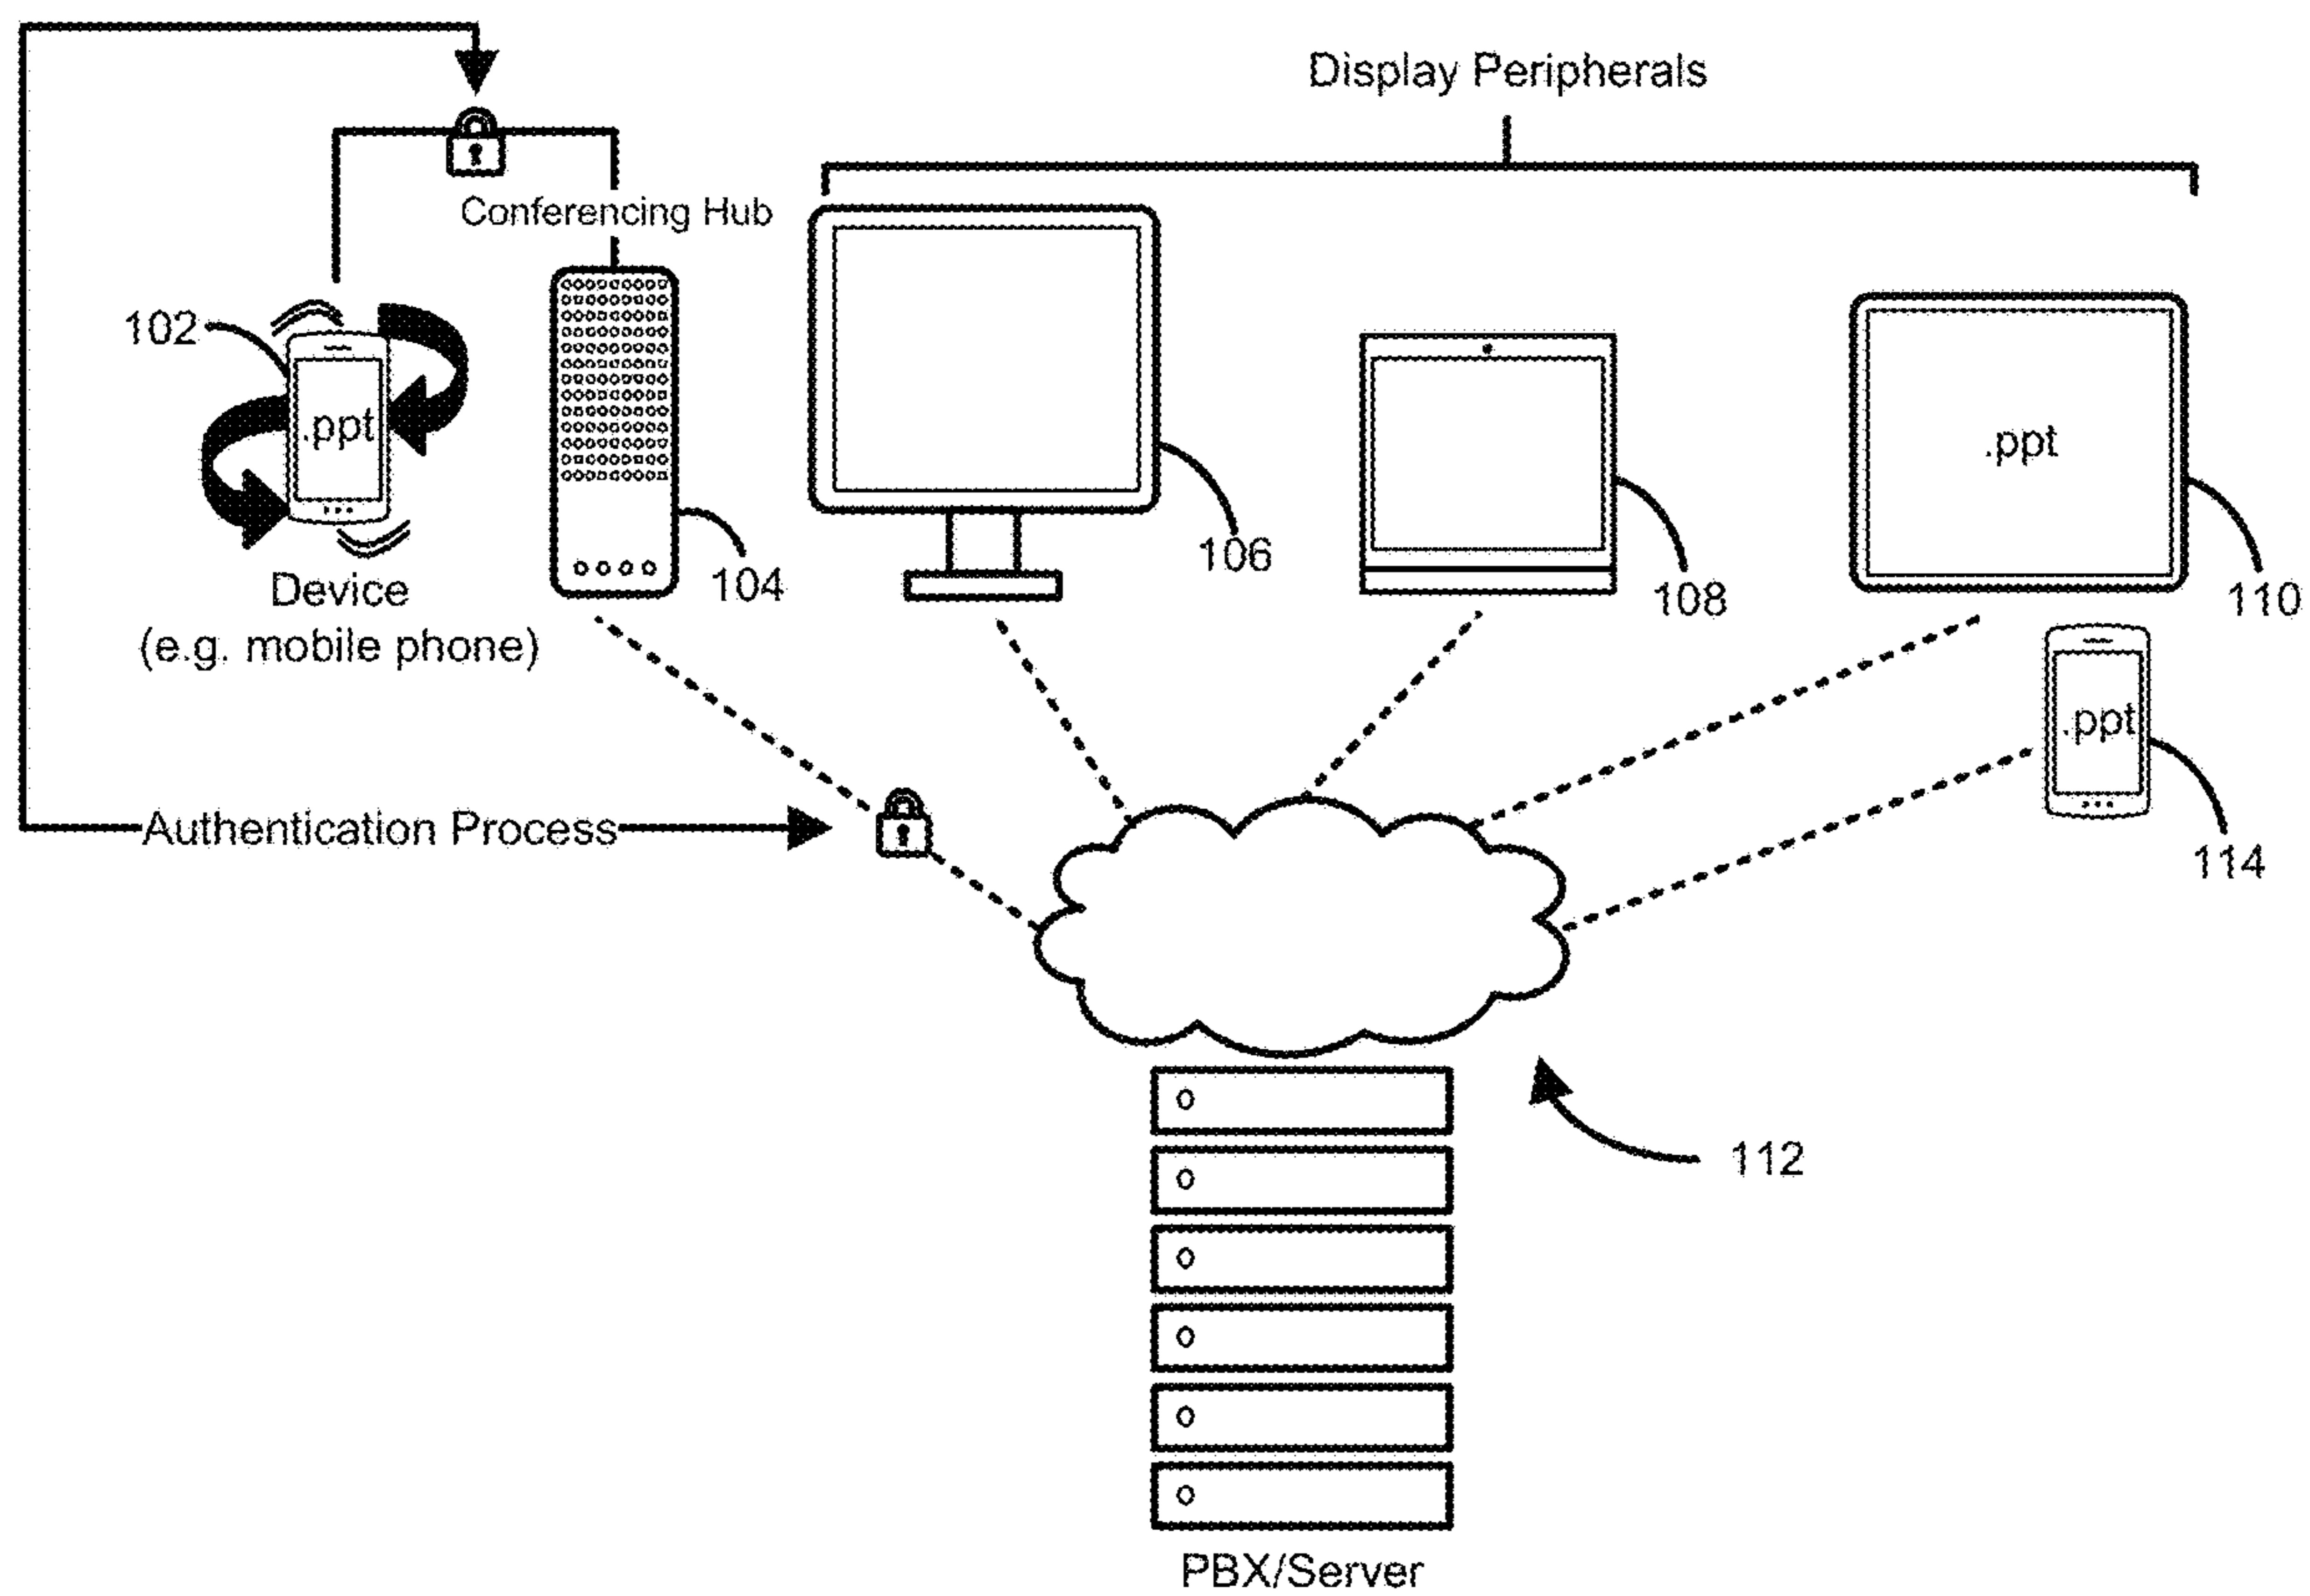 Display Peripherals
Conferencing Hub
102
.ppt
.ppt
106
104
108
110
Device
(e.g. mobile phone)
.ppt
Authentication Process
114
112
PBX/Server